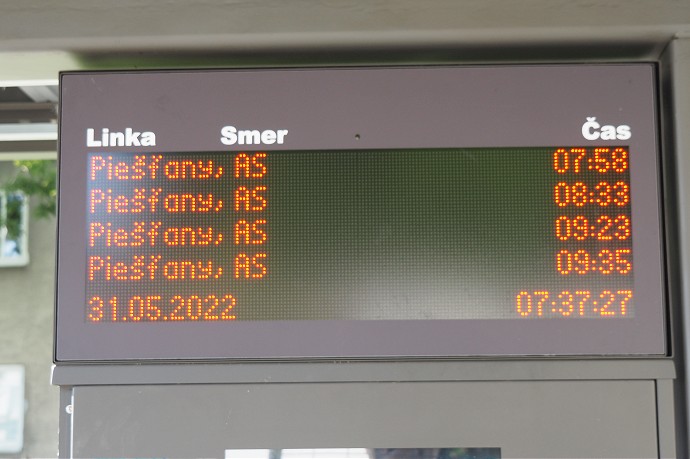 Linka Smer Čas
Piešťany, AS 07:58
Piešťany, AS 08:33
Piešťany, AS 09:23
Piešťany, AS 09:35
31.05.2022 07:37:27